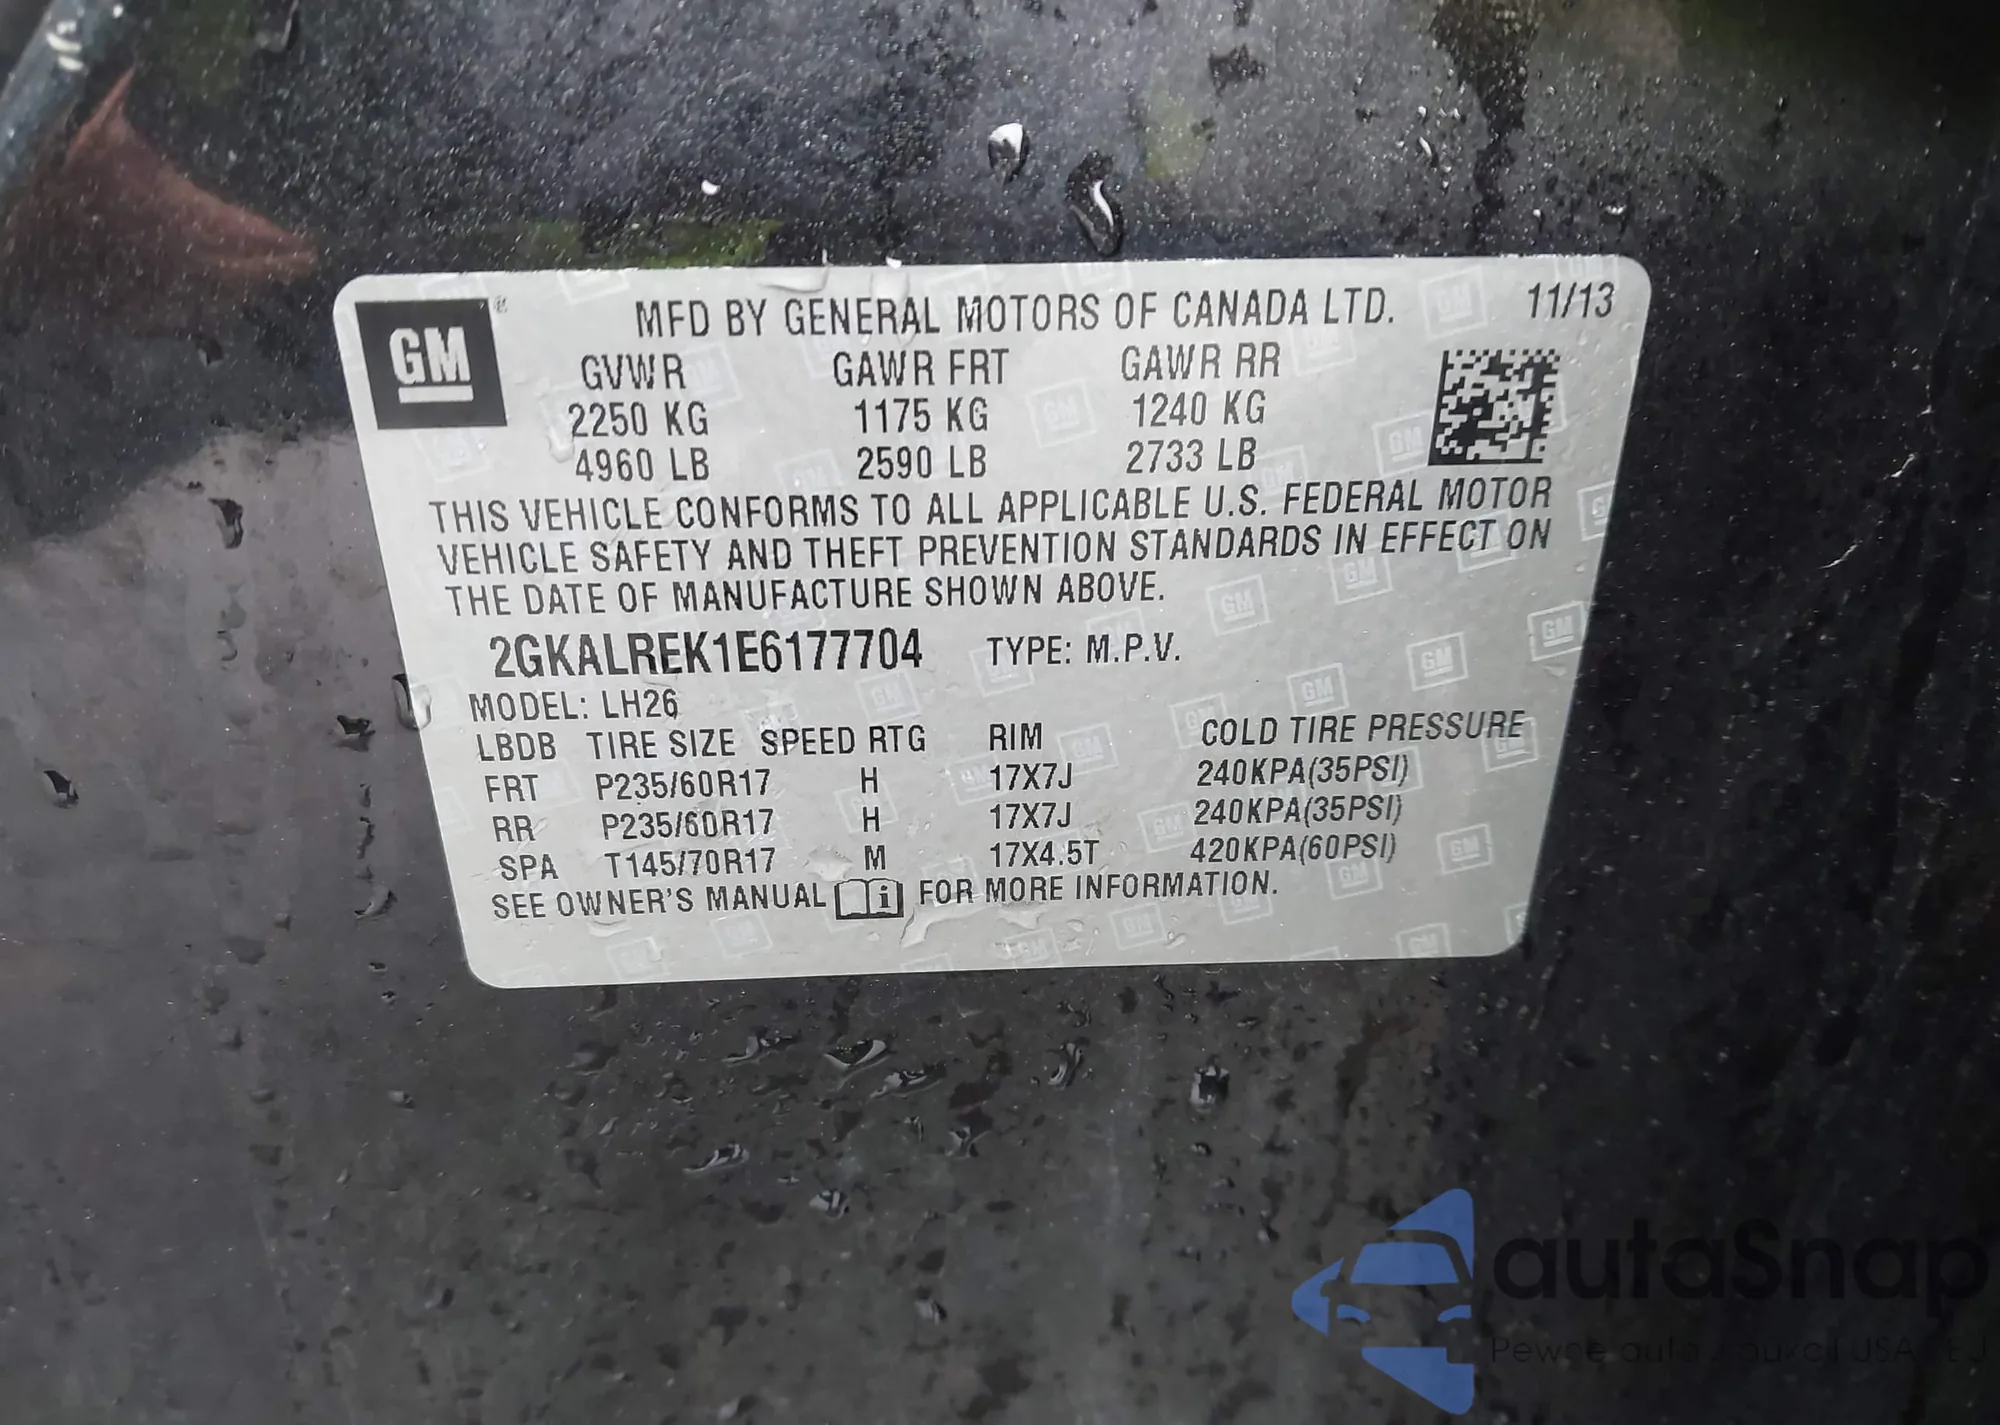 GM
MFD BY GENERAL MOTORS OF CANADA LTD. 11/13
GVWR GAWR FRT GAWR RR
2250 KG 1175 KG 1240 KG
4960 LB 2590 LB 2733 LB
THIS VEHICLE CONFORMS TO ALL APPLICABLE U.S. FEDERAL MOTOR
VEHICLE SAFETY AND THEFT PREVENTION STANDARDS IN EFFECT ON
THE DATE OF MANUFACTURE SHOWN ABOVE.
2GKALREK1E6177704 TYPE: M.P.V.
MODEL: LH26
LBDB TIRE SIZE SPEED RTG RIM COLD TIRE PRESSURE
FRT P235/60R17 H 17X7J 240KPA(35PSI)
RR P235/60R17 H 17X7J 240KPA(35PSI)
SPA T145/70R17 M 17X4.5T 420KPA(60PSI)
SEE OWNER'S MANUAL FOR MORE INFORMATION.
autaSnap
Pewne auta z aukcji USA